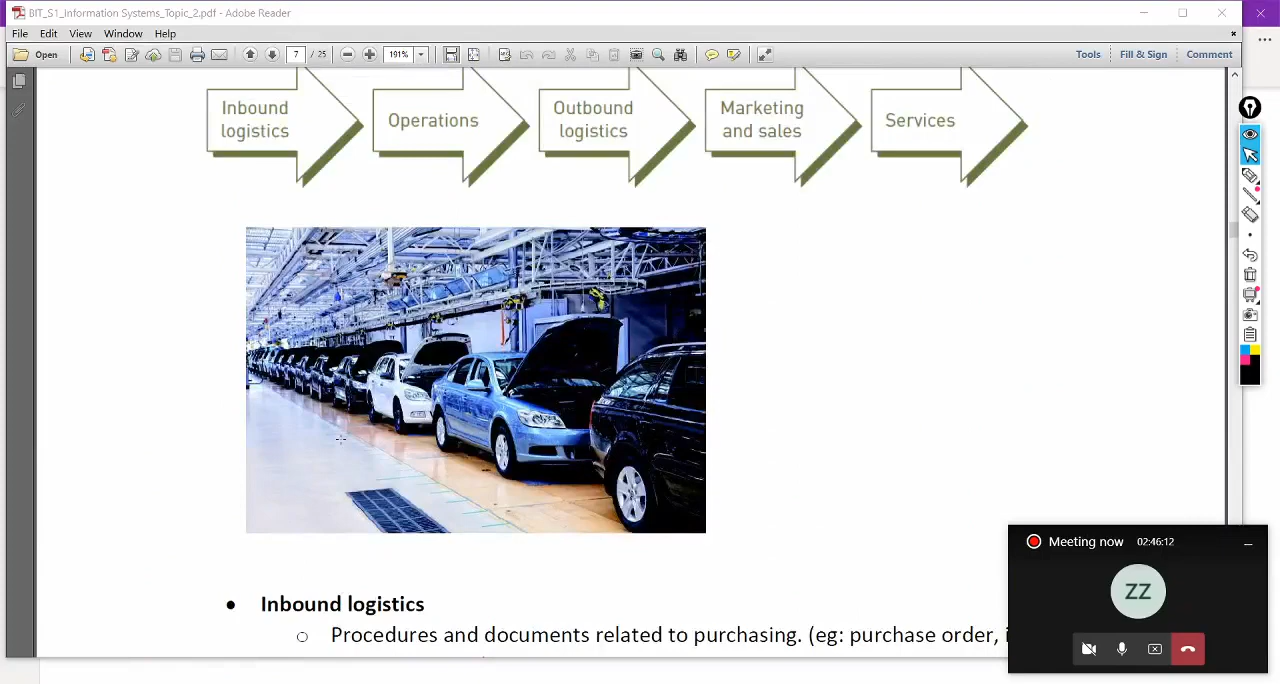 BIT_S1_Information Systems_Topic_2.pdf - Adobe Reader
File Edit View Window Help
Open 7 / 25 191% Tools Fill & Sign Comment
Inbound logistics
Operations
Outbound logistics
Marketing and sales
Services
Meeting now 02:46:12
ZZ
• Inbound logistics
○ Procedures and documents related to purchasing. (eg: purchase order,